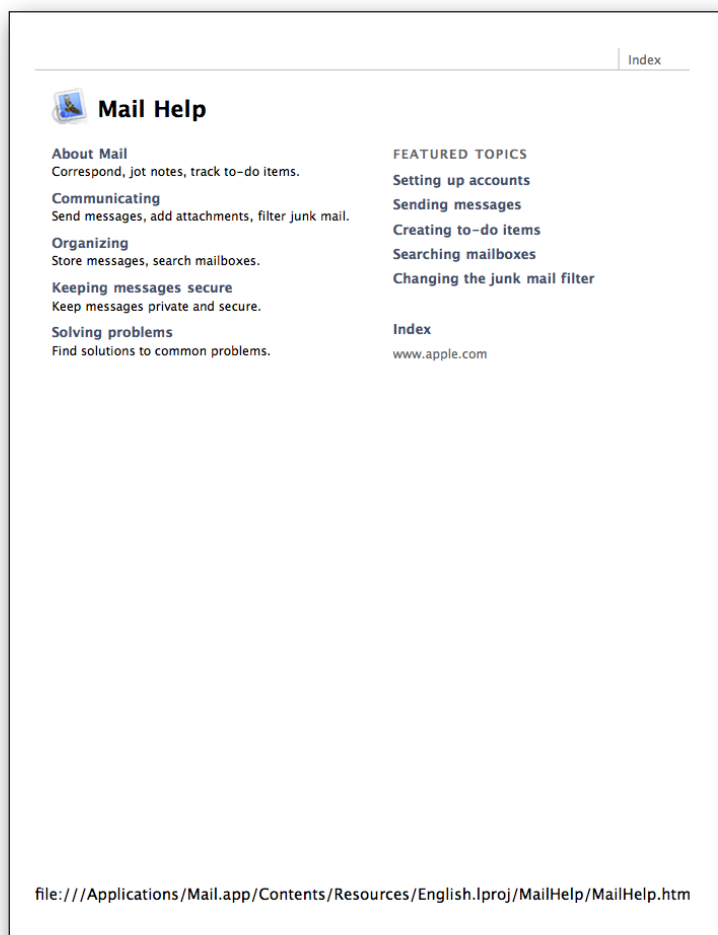 Index
Mail Help
About Mail
Correspond, jot notes, track to-do items.
Communicating
Send messages, add attachments, filter junk mail.
Organizing
Store messages, search mailboxes.
Keeping messages secure
Keep messages private and secure.
Solving problems
Find solutions to common problems.
FEATURED TOPICS
Setting up accounts
Sending messages
Creating to-do items
Searching mailboxes
Changing the junk mail filter
Index
www.apple.com
file:///Applications/Mail.app/Contents/Resources/English.lproj/MailHelp/MailHelp.htm